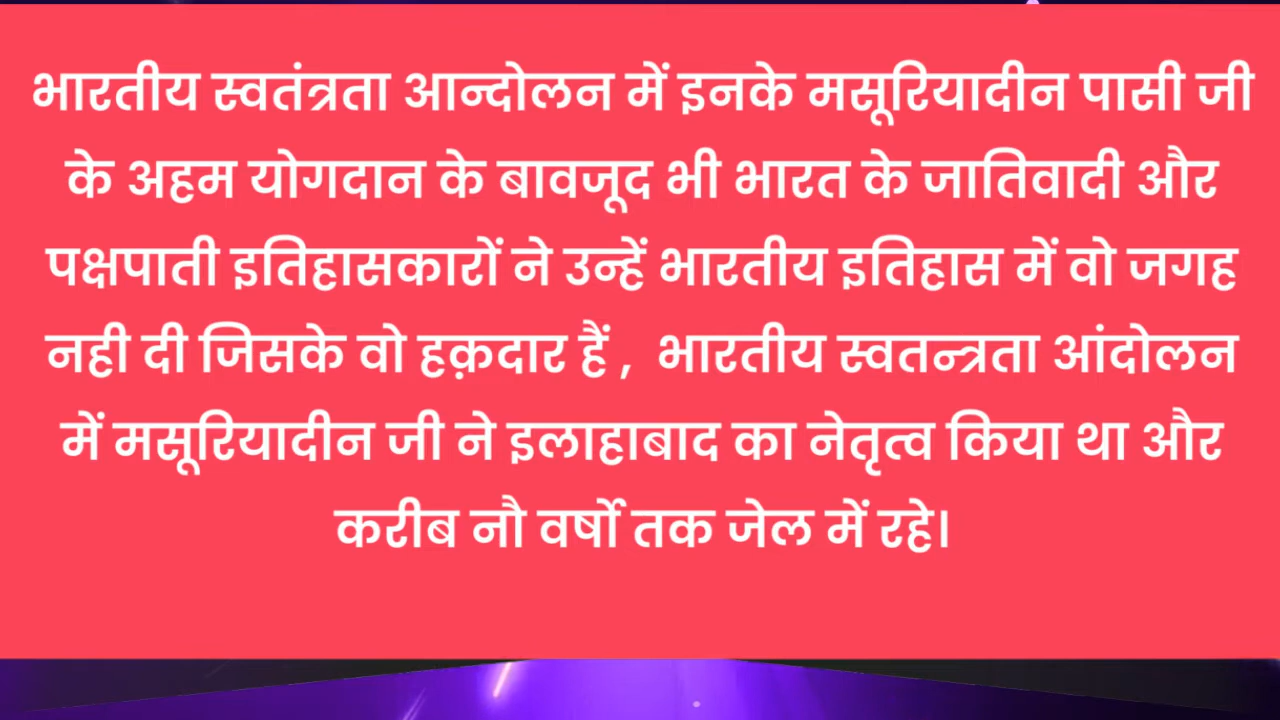 भारतीय स्वतंत्रता आन्दोलन में इनके मसूरियादीन पासी जी
के अहम योगदान के बावजूद भी भारत के जातिवादी और
पक्षपाती इतिहासकारों ने उन्हें भारतीय इतिहास में वो जगह
नही दी जिसके वो हक़दार हैं , भारतीय स्वतन्त्रता आंदोलन
में मसूरियादीन जी ने इलाहाबाद का नेतृत्व किया था और
करीब नौ वर्षो तक जेल में रहे।